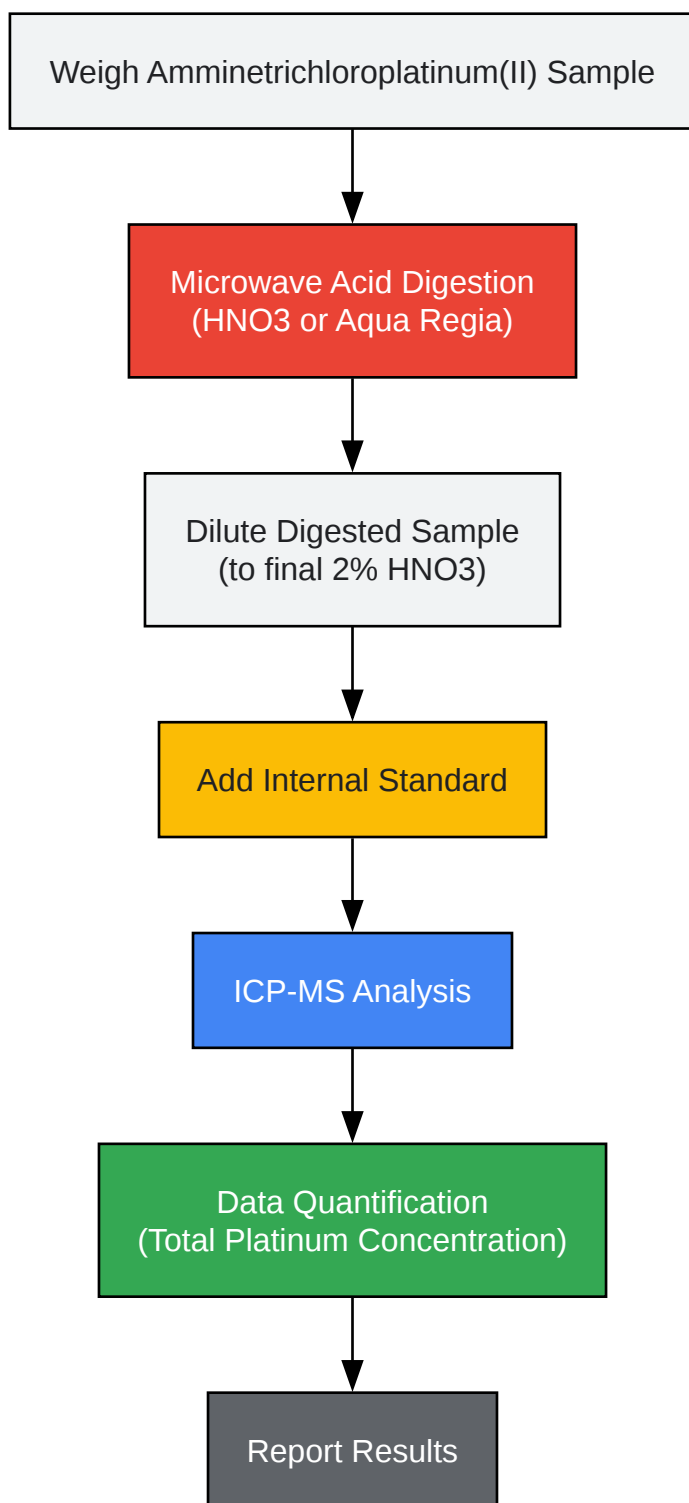 Weigh Amminetrichloroplatinum(II) Sample
Microwave Acid Digestion
(HNO3 or Aqua Regia)
Dilute Digested Sample
(to final 2% HNO3)
Add Internal Standard
ICP-MS Analysis
Data Quantification
(Total Platinum Concentration)
Report Results